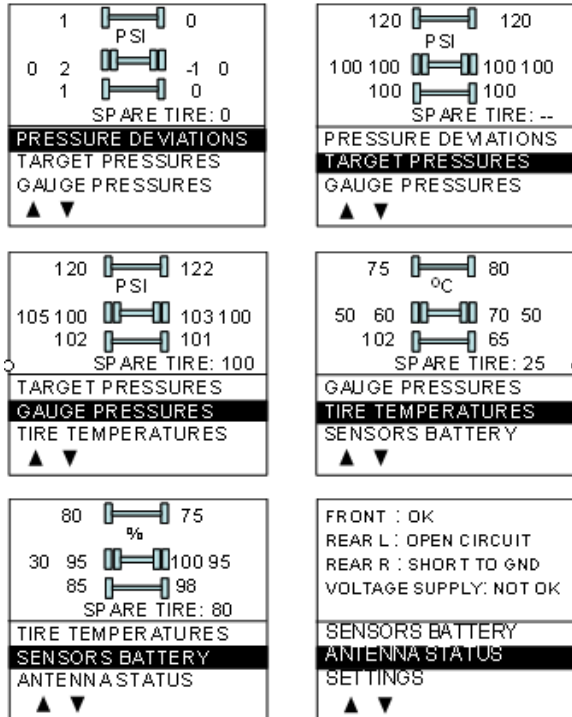 1 0
PSI
0 2 -1 0
1 0
SPARE TIRE: 0
PRESSURE DEVIATIONS
TARGET PRESSURES
GAUGE PRESSURES
▲ ▼
120 120
PSI
100 100 100 100
100 100
SPARE TIRE: --
PRESSURE DEVIATIONS
TARGET PRESSURES
GAUGE PRESSURES
▲ ▼
120 122
PSI
105 100 103 100
102 101
SPARE TIRE: 100
TARGET PRESSURES
GAUGE PRESSURES
TIRE TEMPERATURES
▲ ▼
75 80
ºC
50 60 70 50
102 65
SPARE TIRE: 25
GAUGE PRESSURES
TIRE TEMPERATURES
SENSORS BATTERY
▲ ▼
80 75
%
30 95 100 95
85 98
SPARE TIRE: 80
TIRE TEMPERATURES
SENSORS BATTERY
ANTENNA STATUS
▲ ▼
FRONT : OK
REAR L : OPEN CIRCUIT
REAR R : SHORT TO GND
VOLTAGE SUPPLY: NOT OK
SENSORS BATTERY
ANTENNA STATUS
SETTINGS
▲ ▼